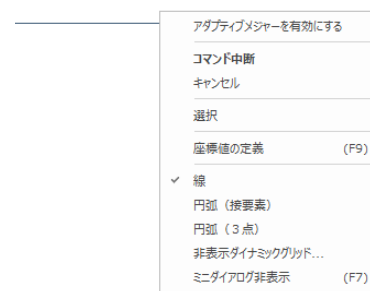 アダプティブメジャーを有効にする
コマンド中断
キャンセル
選択
座標値の定義 (F9)
✓ 線
円弧（接要素）
円弧（３点）
非表示ダイナミックグリッド...
ミニダイアログ非表示 (F7)